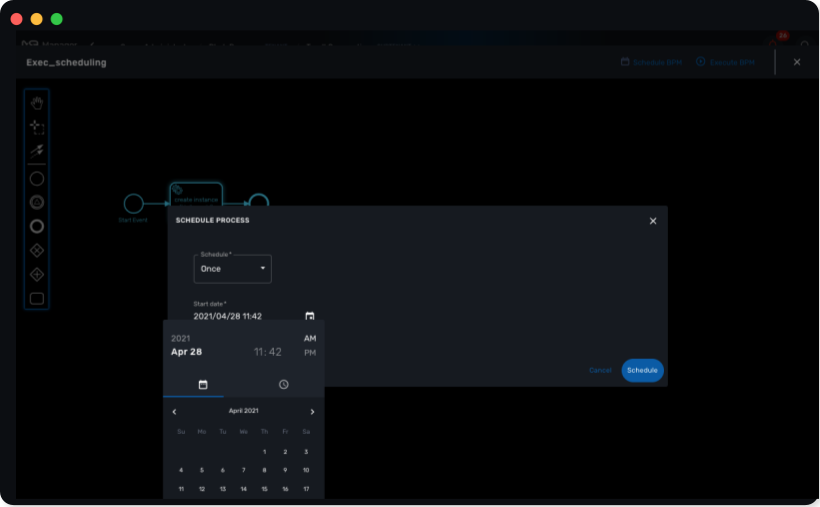 Exec_scheduling
Schedule BPM
Execute BPM
create instance
Start Event
SCHEDULE PROCESS
Schedule *
Once
Start date *
2021/04/28 11:42
2021
AM
Apr 28
11:42
PM
Cancel
Schedule
April 2021
Su Mo Tu We Th Fr Sa
1 2 3
4 5 6 7 8 9 10
11 12 13 14 15 16 17